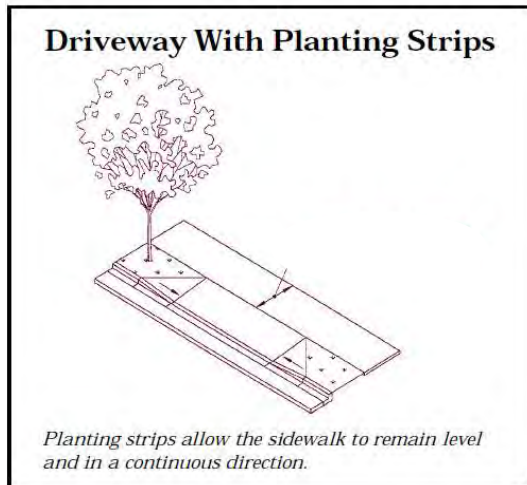 Driveway With Planting Strips
Planting strips allow the sidewalk to remain level
and in a continuous direction.